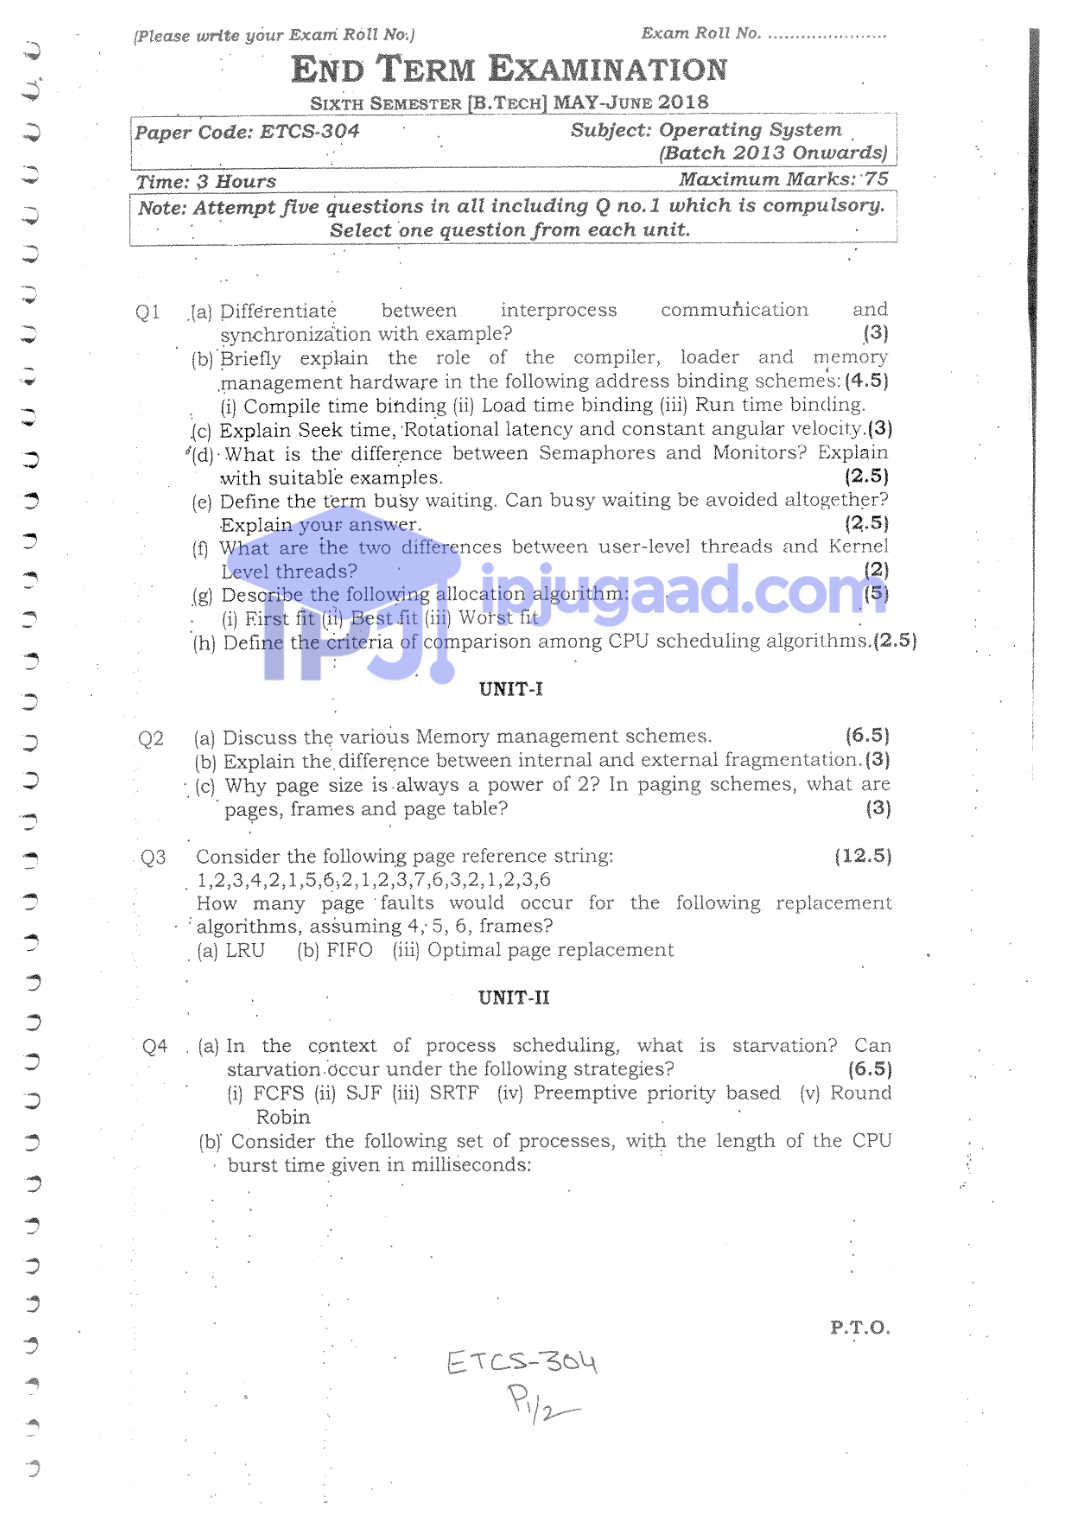 (Please write your Exam Roll No.)    Exam Roll No. ......................
END TERM EXAMINATION
SIXTH SEMESTER [B.TECH] MAY-JUNE 2018
Paper Code: ETCS-304    Subject: Operating System
(Batch 2013 Onwards)
Time: 3 Hours    Maximum Marks: 75
Note: Attempt five questions in all including Q no.1 which is compulsory.
Select one question from each unit.
Q1 (a) Differentiate between interprocess communication and
synchronization with example? (3)
(b) Briefly explain the role of the compiler, loader and memory
management hardware in the following address binding schemes: (4.5)
(i) Compile time binding (ii) Load time binding (iii) Run time binding.
(c) Explain Seek time, Rotational latency and constant angular velocity.(3)
(d) What is the difference between Semaphores and Monitors? Explain
with suitable examples. (2.5)
(e) Define the term busy waiting. Can busy waiting be avoided altogether?
Explain your answer. (2.5)
(f) What are the two differences between user-level threads and Kernel
Level threads? (2)
(g) Describe the following allocation algorithm: (5)
(i) First fit (ii) Best fit (iii) Worst fit
(h) Define the criteria of comparison among CPU scheduling algorithms.(2.5)
IPJ ipjugaad.com
UNIT-I
Q2 (a) Discuss the various Memory management schemes. (6.5)
(b) Explain the difference between internal and external fragmentation.(3)
(c) Why page size is always a power of 2? In paging schemes, what are
pages, frames and page table? (3)
Q3 Consider the following page reference string: (12.5)
1,2,3,4,2,1,5,6,2,1,2,3,7,6,3,2,1,2,3,6
How many page faults would occur for the following replacement
algorithms, assuming 4, 5, 6, frames?
(a) LRU (b) FIFO (iii) Optimal page replacement
UNIT-II
Q4 (a) In the context of process scheduling, what is starvation? Can
starvation occur under the following strategies? (6.5)
(i) FCFS (ii) SJF (iii) SRTF (iv) Preemptive priority based (v) Round
Robin
(b) Consider the following set of processes, with the length of the CPU
burst time given in milliseconds:
P.T.O.
ETCS-304
P1/2